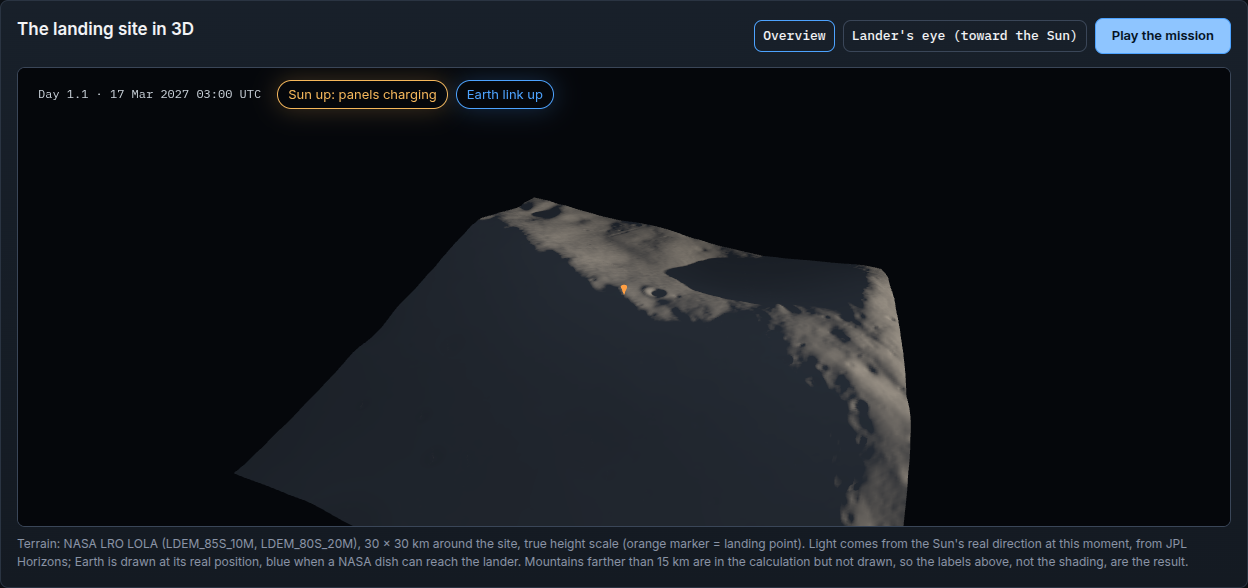 The landing site in 3D
Overview
Lander's eye (toward the Sun)
Play the mission
Day 1.1 · 17 Mar 2027 03:00 UTC
Sun up: panels charging
Earth link up
Terrain: NASA LRO LOLA (LDEM_85S_10M, LDEM_80S_20M), 30 × 30 km around the site, true height scale (orange marker = landing point). Light comes from the Sun's real direction at this moment, from JPL
Horizons; Earth is drawn at its real position, blue when a NASA dish can reach the lander. Mountains farther than 15 km are in the calculation but not drawn, so the labels above, not the shading, are the result.